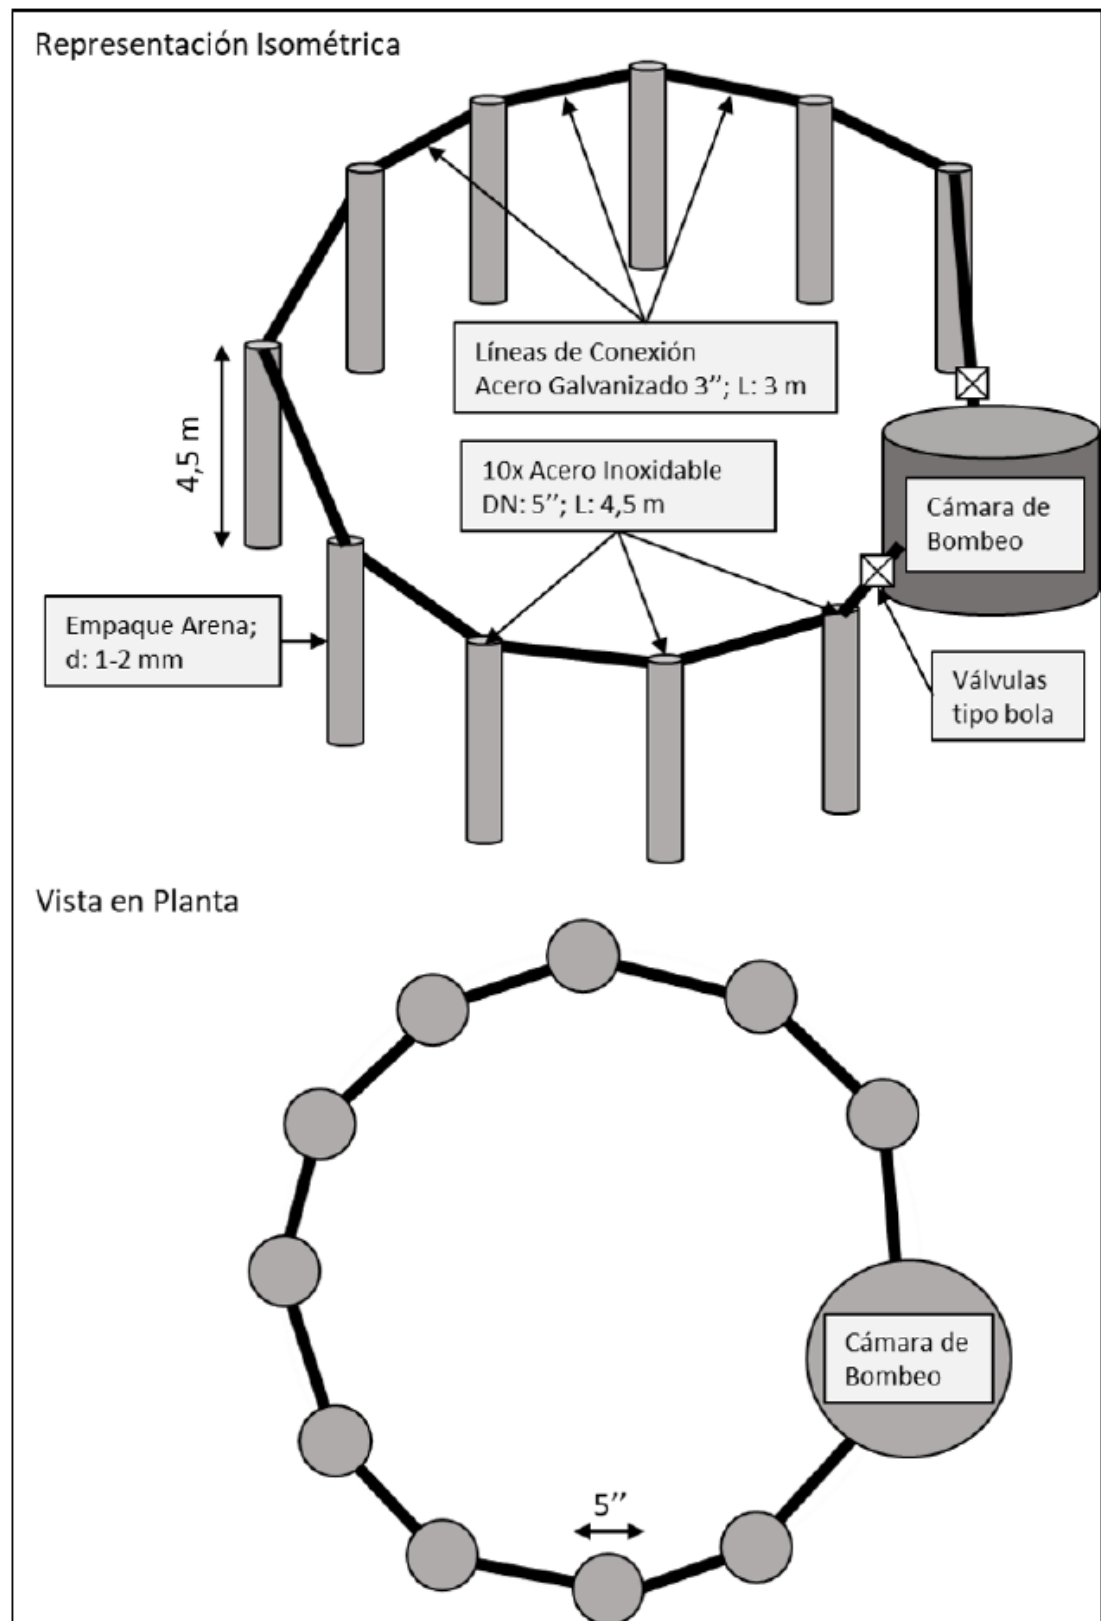 Representación Isométrica
Líneas de Conexión
Acero Galvanizado 3’’; L: 3 m
4,5 m
10x Acero Inoxidable
DN: 5’’; L: 4,5 m
Cámara de
Bombeo
Empaque Arena;
d: 1-2 mm
Válvulas
tipo bola
Vista en Planta
Cámara de
Bombeo
5’’